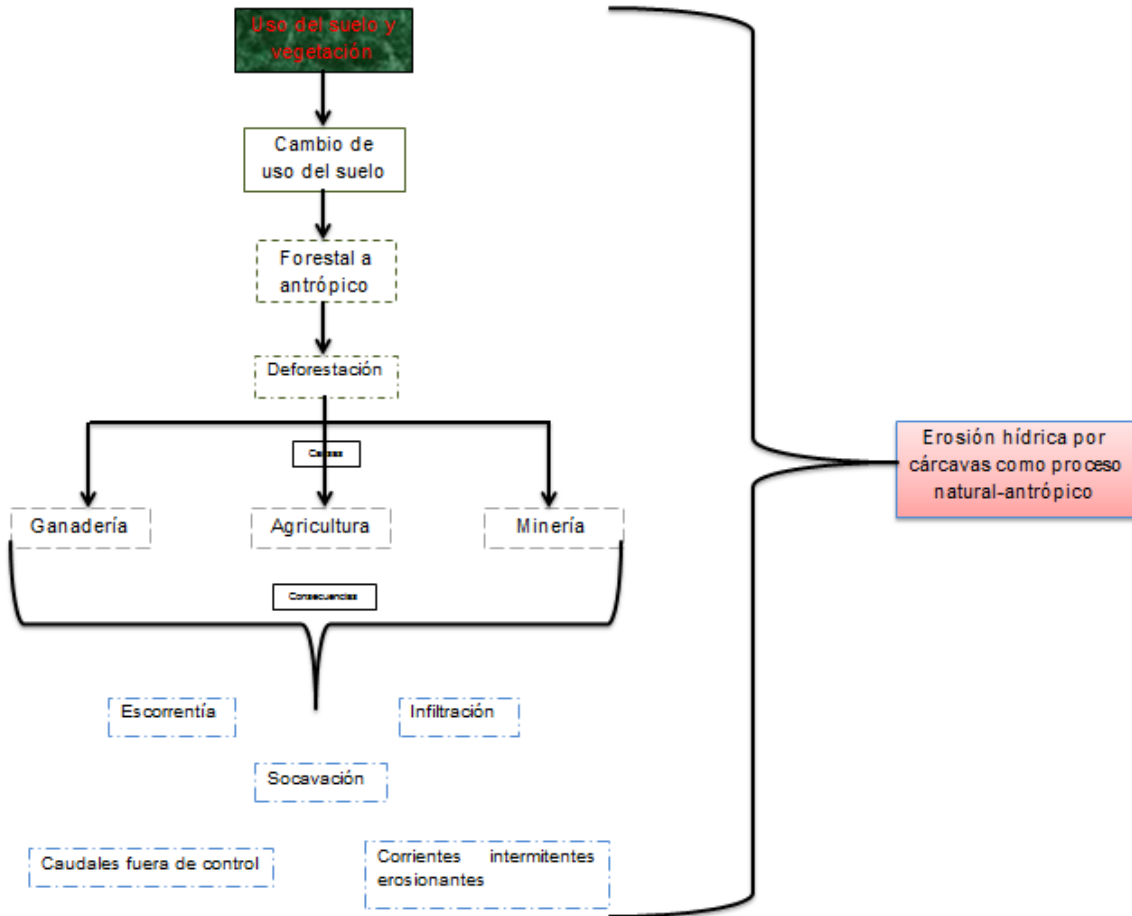 Uso del suelo y
vegetación
Cambio de
uso del suelo
Forestal a
antrópico
Deforestación
Causas
Ganadería
Agricultura
Minería
Consecuencias
Escorrentía
Infiltración
Socavación
Caudales fuera de control
Corrientes intermitentes
erosionantes
Erosión hídrica por
cárcavas como proceso
natural-antrópico